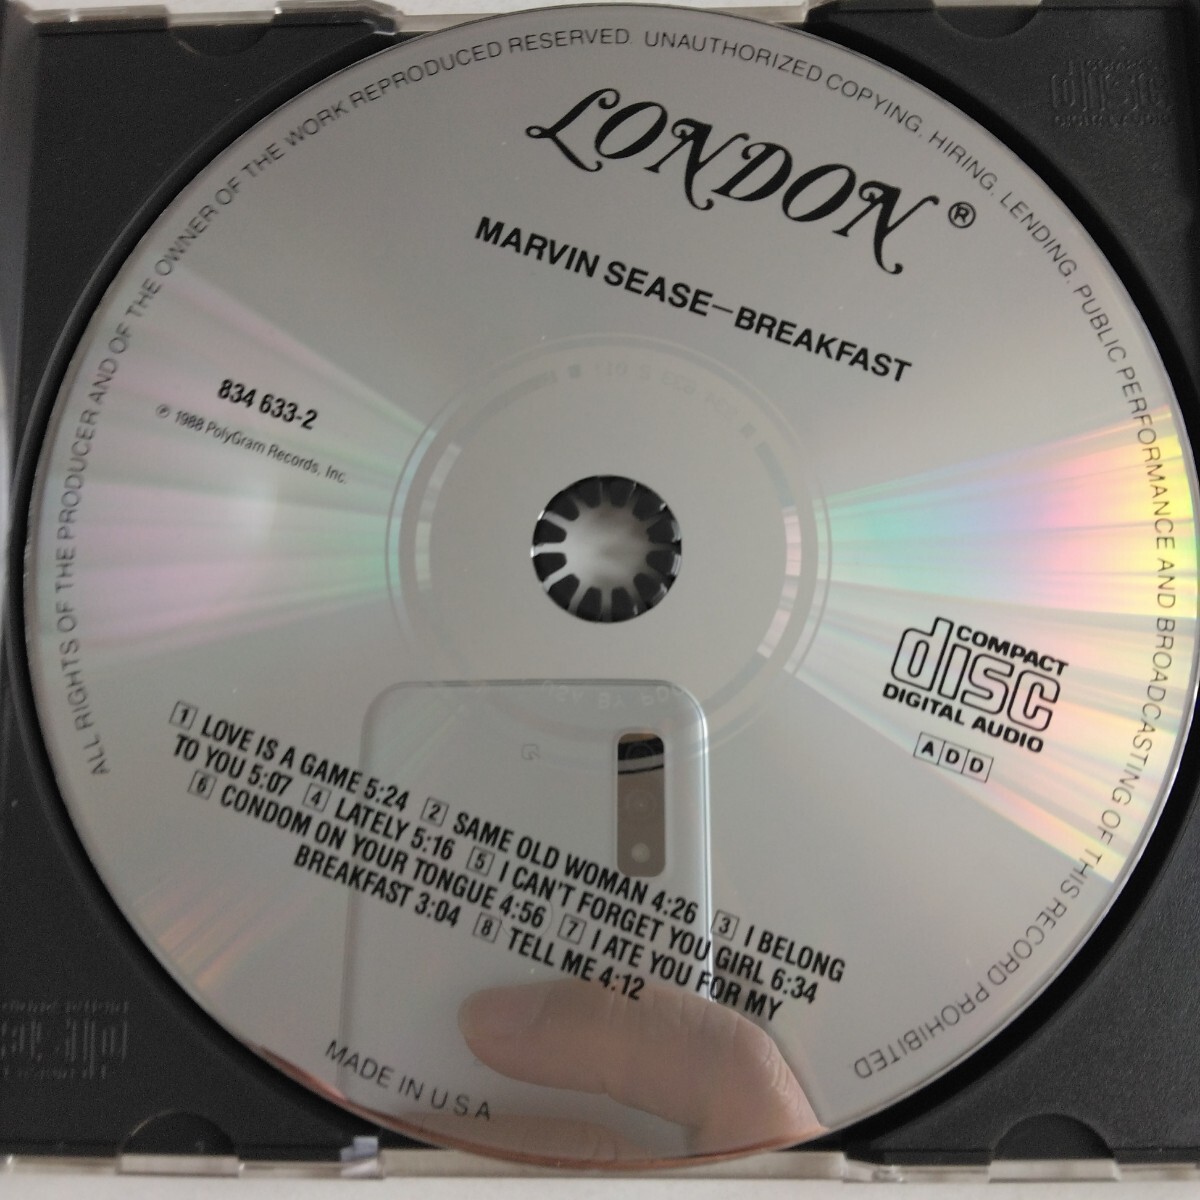 ALL RIGHTS OF THE PRODUCER AND OF THE OWNER OF THE WORK REPRODUCED RESERVED. UNAUTHORIZED COPYING, HIRING, LENDING, PUBLIC PERFORMANCE AND BROADCASTING OF THIS RECORD PROHIBITED
LONDON®
MARVIN SEASE—BREAKFAST
834 633-2
℗ 1988 PolyGram Records, Inc.
COMPACT
disc
DIGITAL AUDIO
ADD
1 LOVE IS A GAME 5:24 2 SAME OLD WOMAN 4:26 3 I BELONG
TO YOU 5:07 4 LATELY 5:16 5 I CAN'T FORGET YOU GIRL 6:34
6 CONDOM ON YOUR TONGUE 4:56 7 I ATE YOU FOR MY
BREAKFAST 3:04 8 TELL ME 4:12
MADE IN U S A
COMPACT
disc
DIGITAL AUDIO